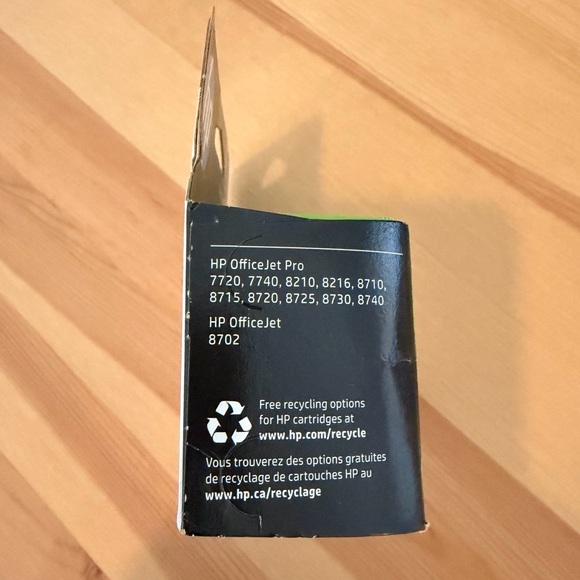 HP OfficeJet Pro
7720, 7740, 8210, 8216, 8710,
8715, 8720, 8725, 8730, 8740
HP OfficeJet
8702
Free recycling options
for HP cartridges at
www.hp.com/recycle
Vous trouverez des options gratuites
de recyclage de cartouches HP au
www.hp.ca/recyclage